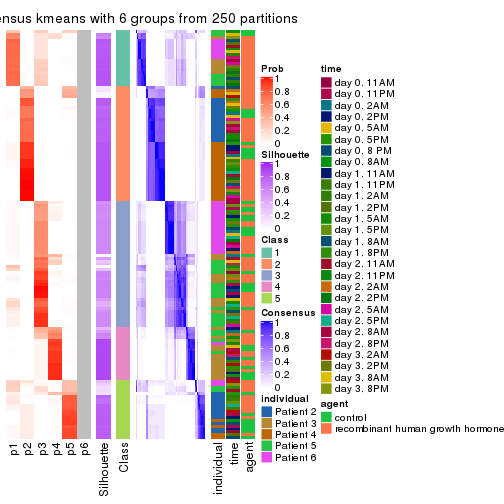 ensus kmeans with 6 groups from 250 partitions
Prob
1
0.8
0.6
0.4
0.2
0
Silhouette
1
0.8
0.6
0.4
0.2
0
Class
1
2
3
4
5
Consensus
1
0.8
0.6
0.4
0.2
0
individual
Patient 2
Patient 3
Patient 4
Patient 5
Patient 6
time
day 0. 11AM
day 0. 11PM
day 0. 2AM
day 0. 2PM
day 0. 5AM
day 0. 5PM
day 0. 8 PM
day 0. 8AM
day 1. 11AM
day 1. 11PM
day 1. 2AM
day 1. 2PM
day 1. 5AM
day 1. 5PM
day 1. 8AM
day 1. 8PM
day 2. 11AM
day 2. 11PM
day 2. 2AM
day 2. 2PM
day 2. 5AM
day 2. 5PM
day 2. 8AM
day 2. 8PM
day 3. 2AM
day 3. 2PM
day 3. 8AM
day 3. 8PM
agent
control
recombinant human growth hormone
p1
p2
p3
p4
p5
p6
Silhouette
Class
individual
time
agent